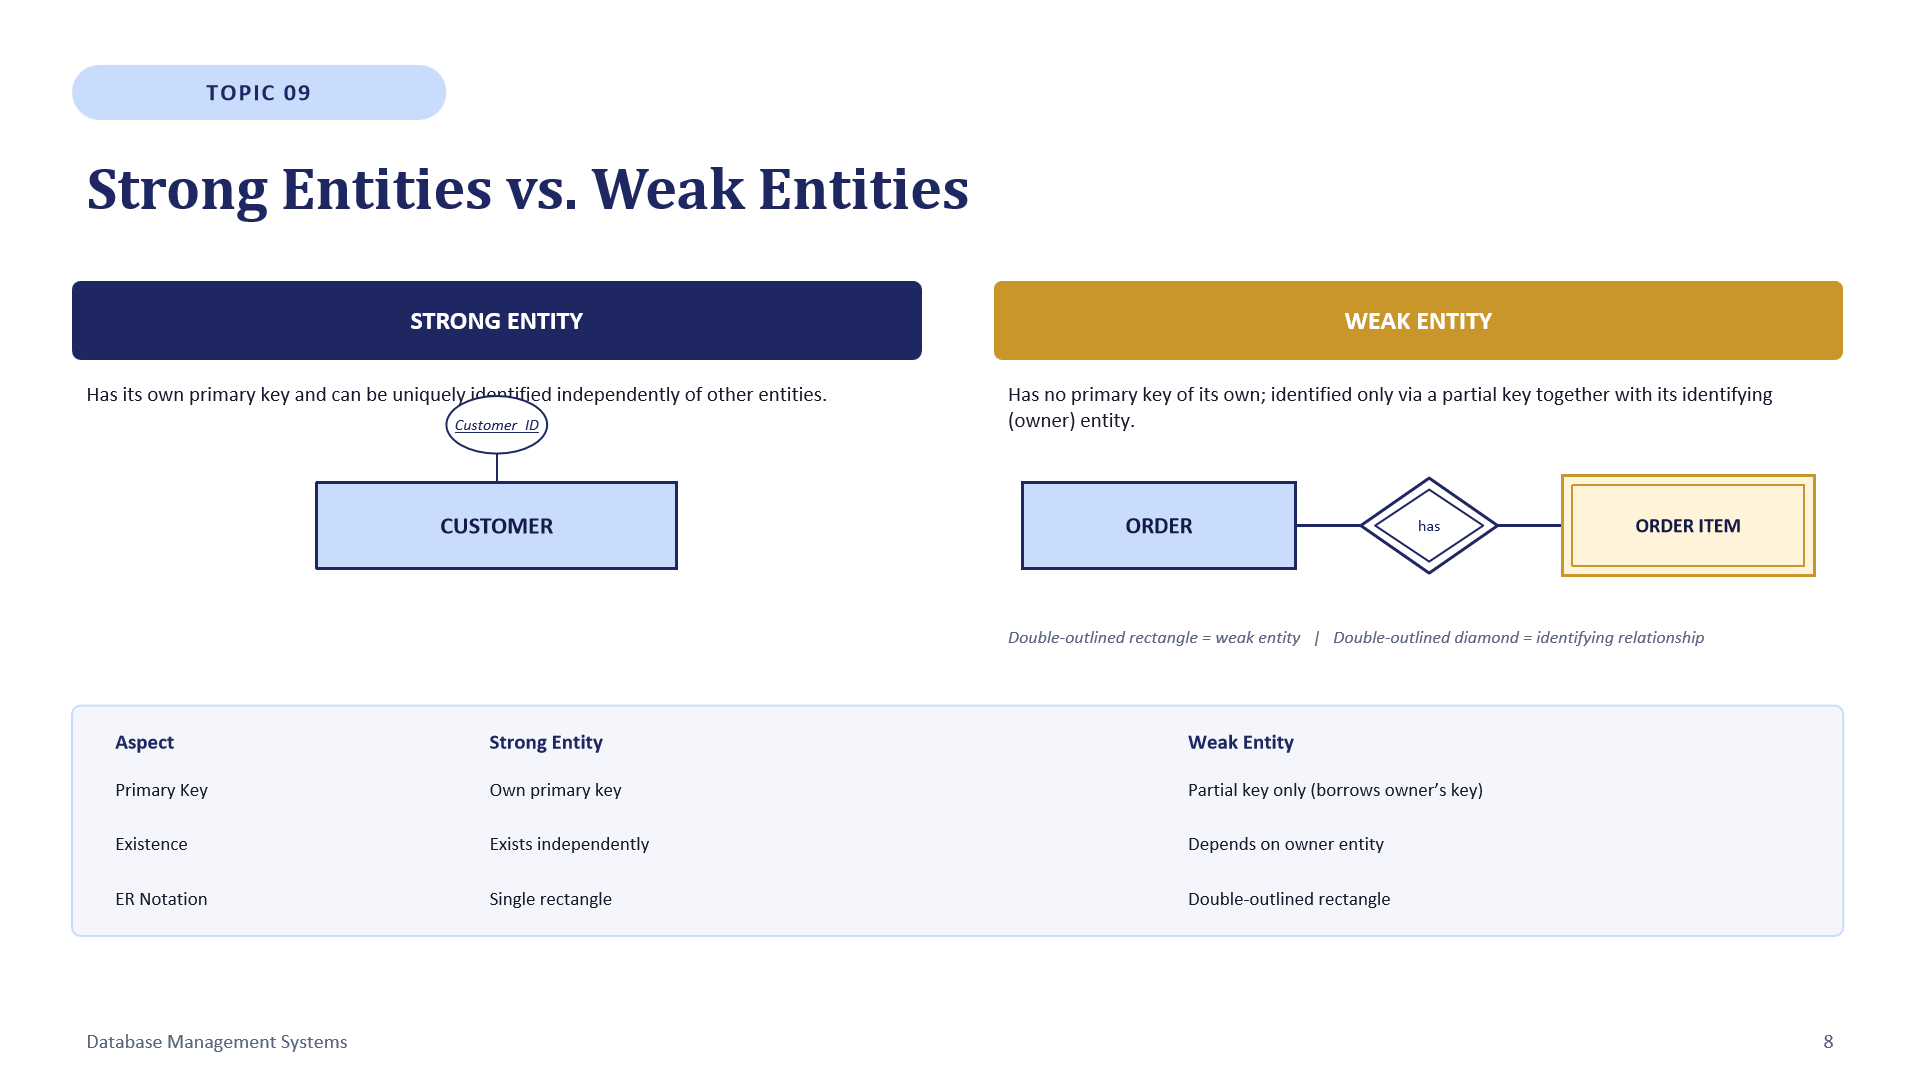 TOPIC 09
Strong Entities vs. Weak Entities
STRONG ENTITY
Has its own primary key and can be uniquely identified independently of other entities.
Customer_ID
CUSTOMER
WEAK ENTITY
Has no primary key of its own; identified only via a partial key together with its identifying
(owner) entity.
ORDER
has
ORDER ITEM
Double-outlined rectangle = weak entity | Double-outlined diamond = identifying relationship
Aspect Strong Entity Weak Entity
Primary Key Own primary key Partial key only (borrows owner’s key)
Existence Exists independently Depends on owner entity
ER Notation Single rectangle Double-outlined rectangle
Database Management Systems 8